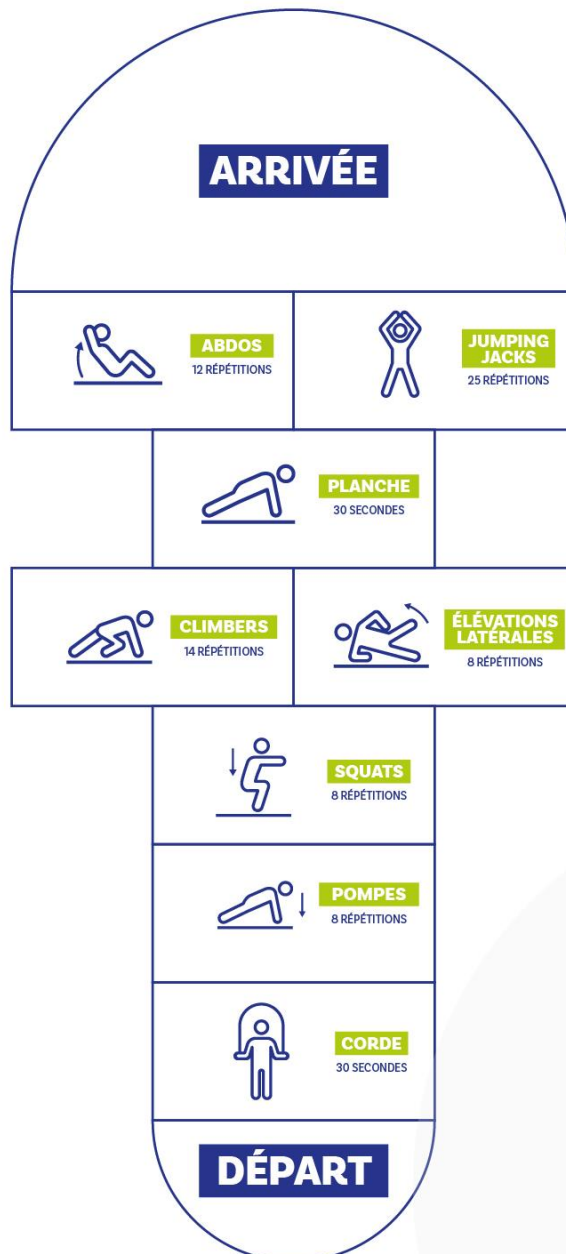 ARRIVÉE
ABDOS
12 RÉPÉTITIONS
JUMPING
JACKS
25 RÉPÉTITIONS
PLANCHE
30 SECONDES
CLIMBERS
14 RÉPÉTITIONS
ÉLÉVATIONS
LATÉRALES
8 RÉPÉTITIONS
SQUATS
8 RÉPÉTITIONS
POMPES
8 RÉPÉTITIONS
CORDE
30 SECONDES
DÉPART